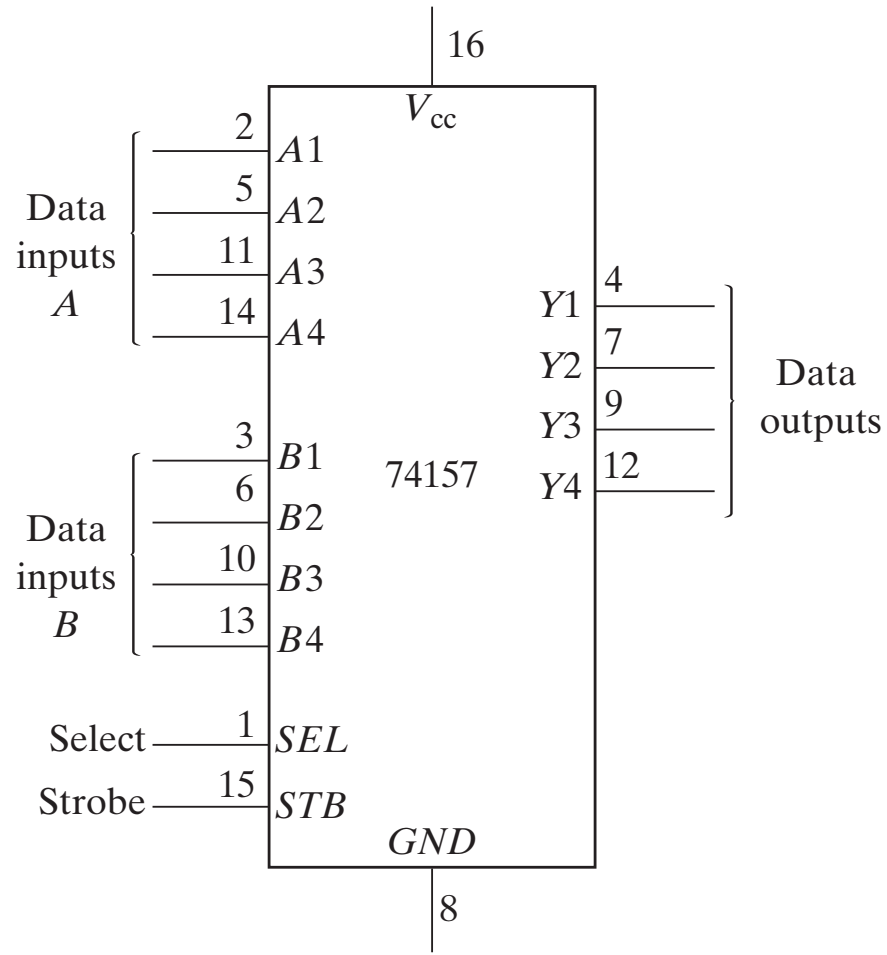 16
V_cc
2
A1
5
A2
11
A3
14
A4
Data
inputs
A
3
B1
6
B2
10
B3
13
B4
Data
inputs
B
74157
4
Y1
7
Y2
9
Y3
12
Y4
Data
outputs
Select 1 SEL
Strobe 15 STB
GND
8